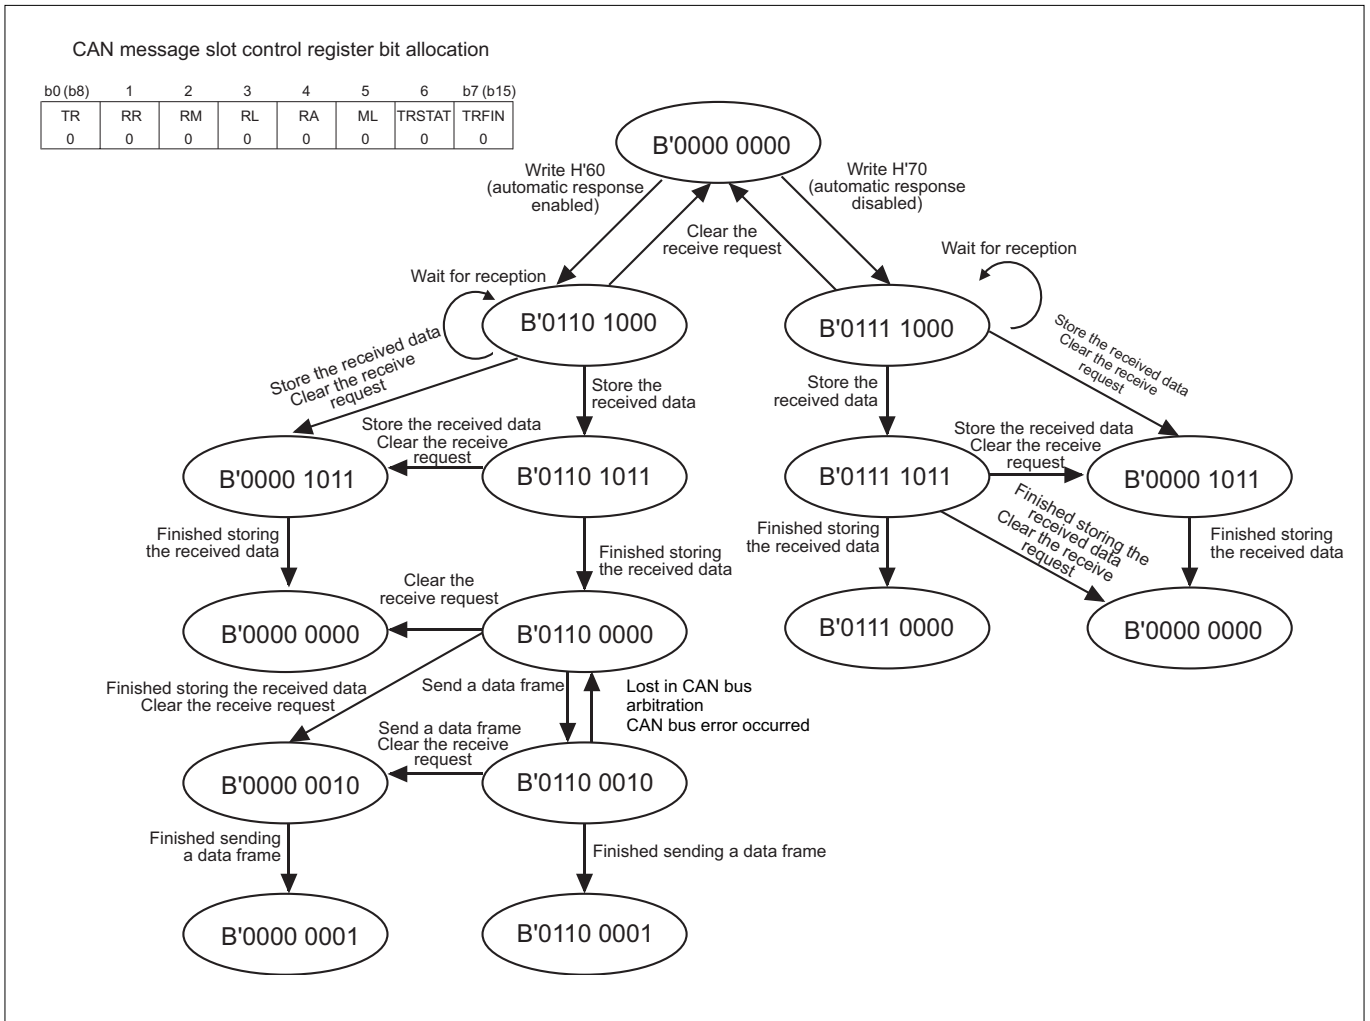 CAN message slot control register bit allocation
b0 (b8) 1 2 3 4 5 6 b7 (b15)
TR RR RM RL RA ML TRSTAT TRFIN
0 0 0 0 0 0 0 0
B'0000 0000
Write H'60
(automatic response
enabled)
Write H'70
(automatic response
disabled)
Clear the
receive request
Wait for reception
Wait for reception
B'0110 1000
B'0111 1000
Store the received data
Clear the receive
request
Store the
received data
Store the
received data
Store the received data
Clear the receive
request
Store the received data
Clear the receive
request
Store the received data
Clear the receive
request
B'0000 1011
B'0110 1011
B'0111 1011
B'0000 1011
Finished storing
the received data
Finished storing
the received data
Finished storing
the received data
Finished storing the
received data
Clear the receive
request
Finished storing
the received data
Clear the
receive request
B'0000 0000
B'0110 0000
B'0111 0000
B'0000 0000
Finished storing the received data
Clear the receive request
Send a data frame
Lost in CAN bus
arbitration
CAN bus error occurred
Send a data frame
Clear the receive
request
B'0000 0010
B'0110 0010
Finished sending
a data frame
Finished sending a data frame
B'0000 0001
B'0110 0001